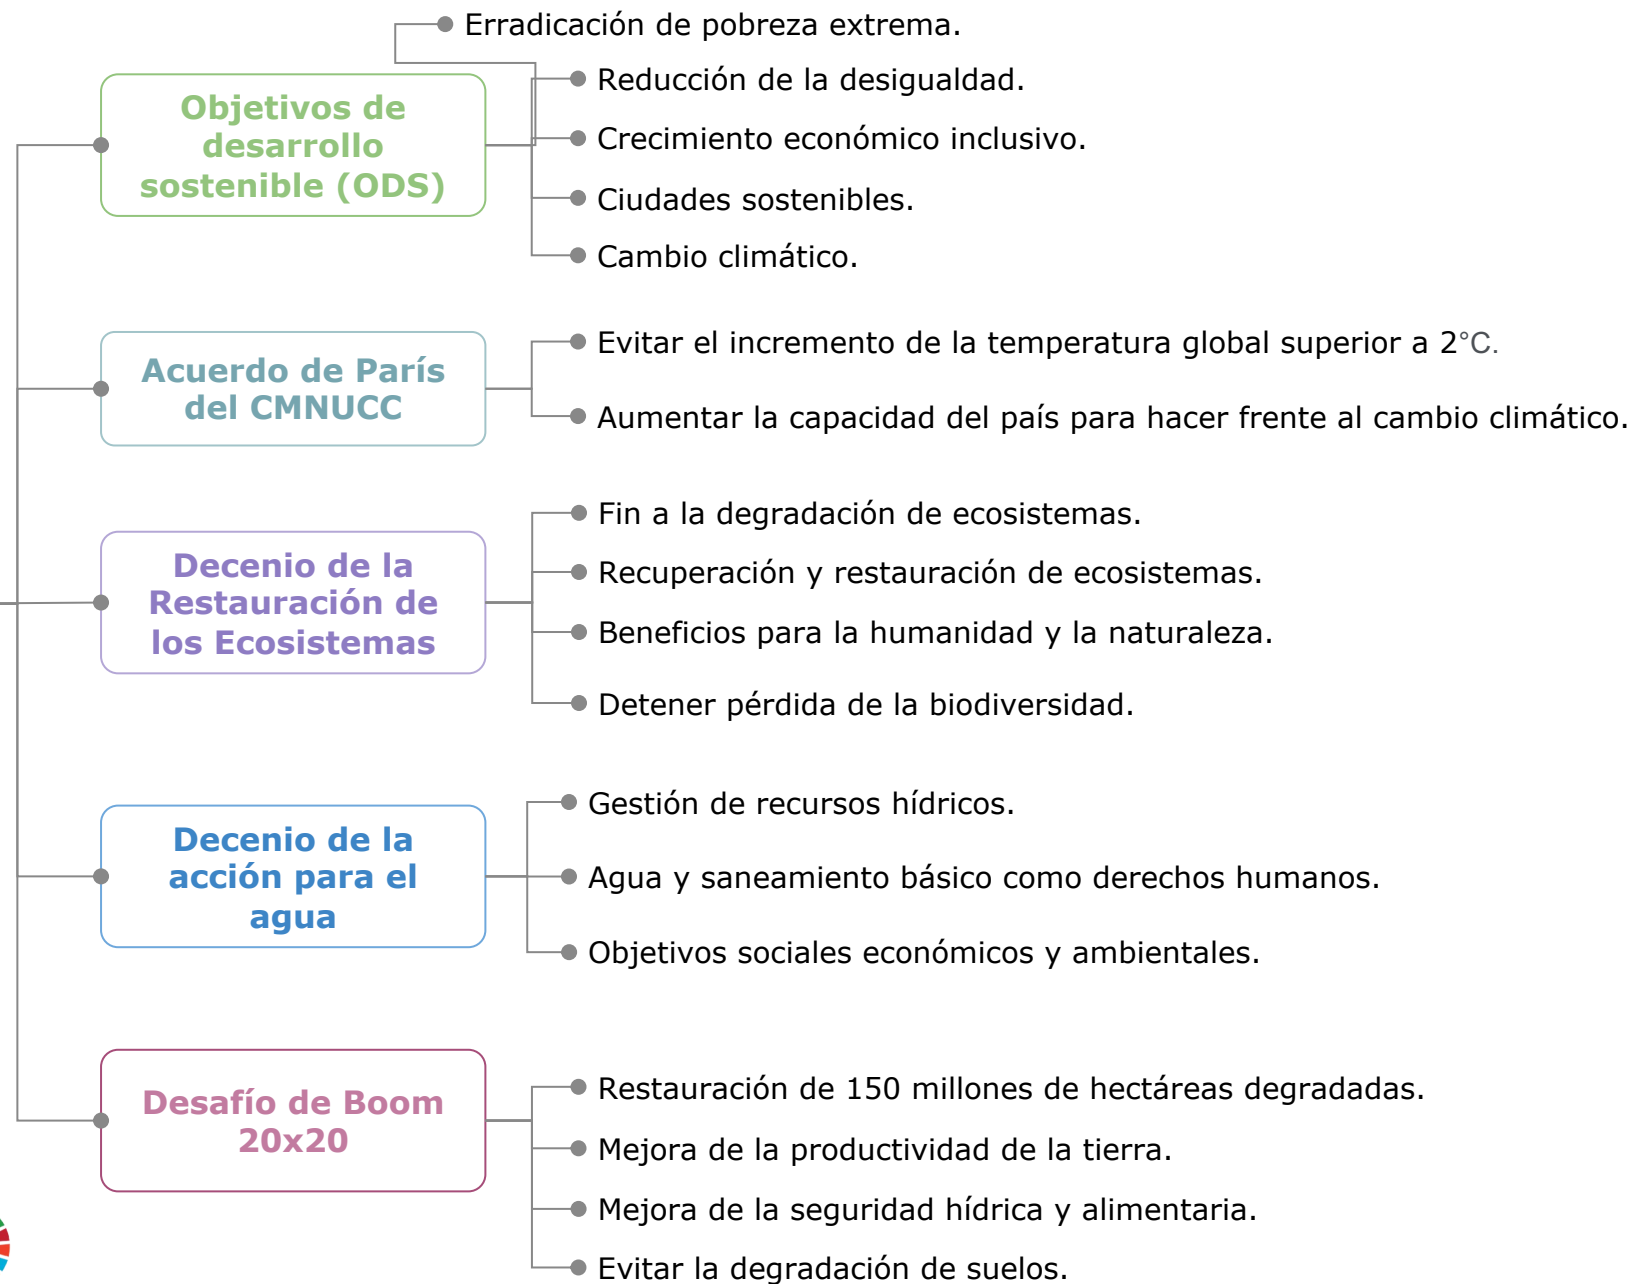 Erradicación de pobreza extrema.
Objetivos de
desarrollo
sostenible (ODS)
Reducción de la desigualdad.
Crecimiento económico inclusivo.
Ciudades sostenibles.
Cambio climático.
Acuerdo de París
del CMNUCC
Evitar el incremento de la temperatura global superior a 2°C.
Aumentar la capacidad del país para hacer frente al cambio climático.
Decenio de la
Restauración de
los Ecosistemas
Fin a la degradación de ecosistemas.
Recuperación y restauración de ecosistemas.
Beneficios para la humanidad y la naturaleza.
Detener pérdida de la biodiversidad.
Decenio de la
acción para el
agua
Gestión de recursos hídricos.
Agua y saneamiento básico como derechos humanos.
Objetivos sociales económicos y ambientales.
Desafío de Boom
20x20
Restauración de 150 millones de hectáreas degradadas.
Mejora de la productividad de la tierra.
Mejora de la seguridad hídrica y alimentaria.
Evitar la degradación de suelos.